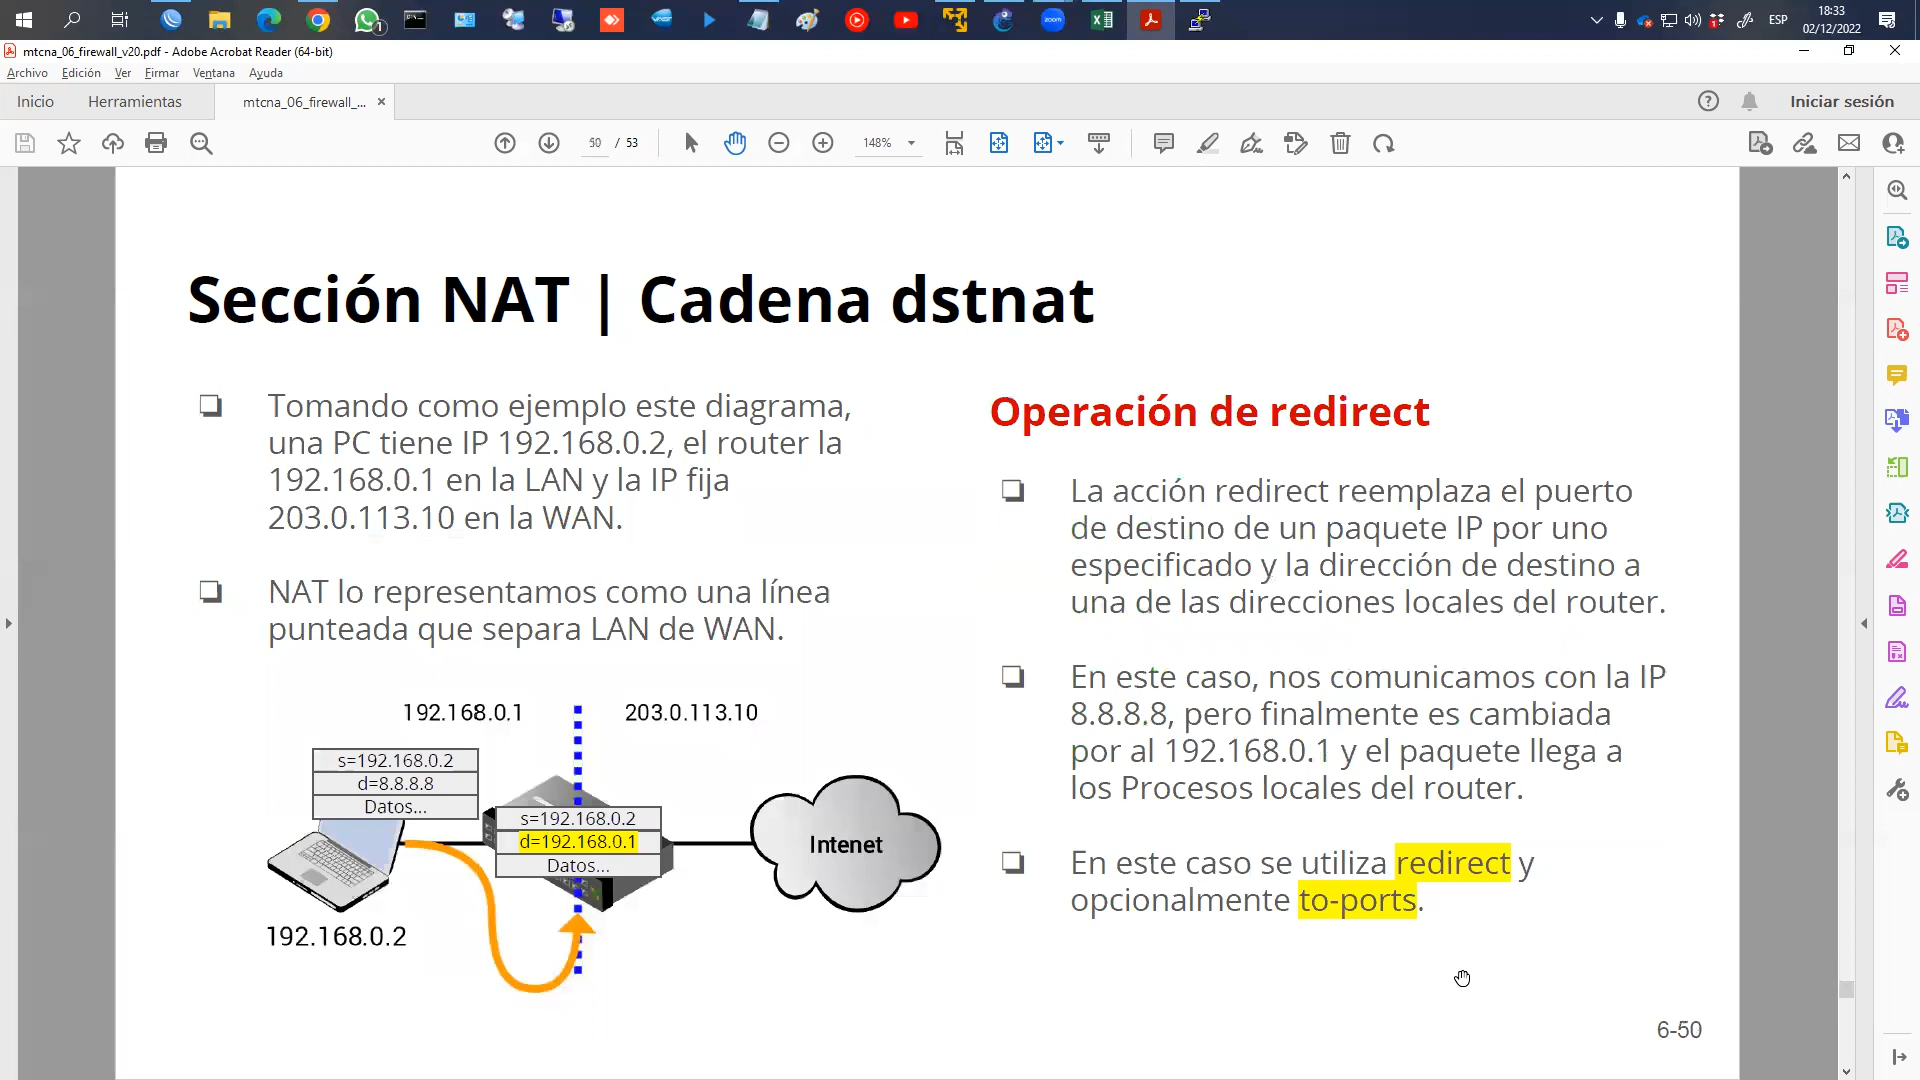 18:33
ESP
02/12/2022
mtcna_06_firewall_v20.pdf - Adobe Acrobat Reader (64-bit)
Archivo Edición Ver Firmar Ventana Ayuda
Inicio Herramientas mtcna_06_firewall_... × Iniciar sesión
50 / 53 148%
Sección NAT | Cadena dstnat
❑ Tomando como ejemplo este diagrama,
una PC tiene IP 192.168.0.2, el router la
192.168.0.1 en la LAN y la IP fija
203.0.113.10 en la WAN.
❑ NAT lo representamos como una línea
punteada que separa LAN de WAN.
192.168.0.1 203.0.113.10
s=192.168.0.2
d=8.8.8.8
Datos...
s=192.168.0.2
d=192.168.0.1
Datos...
Intenet
192.168.0.2
Operación de redirect
❑ La acción redirect reemplaza el puerto
de destino de un paquete IP por uno
especificado y la dirección de destino a
una de las direcciones locales del router.
❑ En este caso, nos comunicamos con la IP
8.8.8.8, pero finalmente es cambiada
por al 192.168.0.1 y el paquete llega a
los Procesos locales del router.
❑ En este caso se utiliza redirect y
opcionalmente to-ports.
6-50